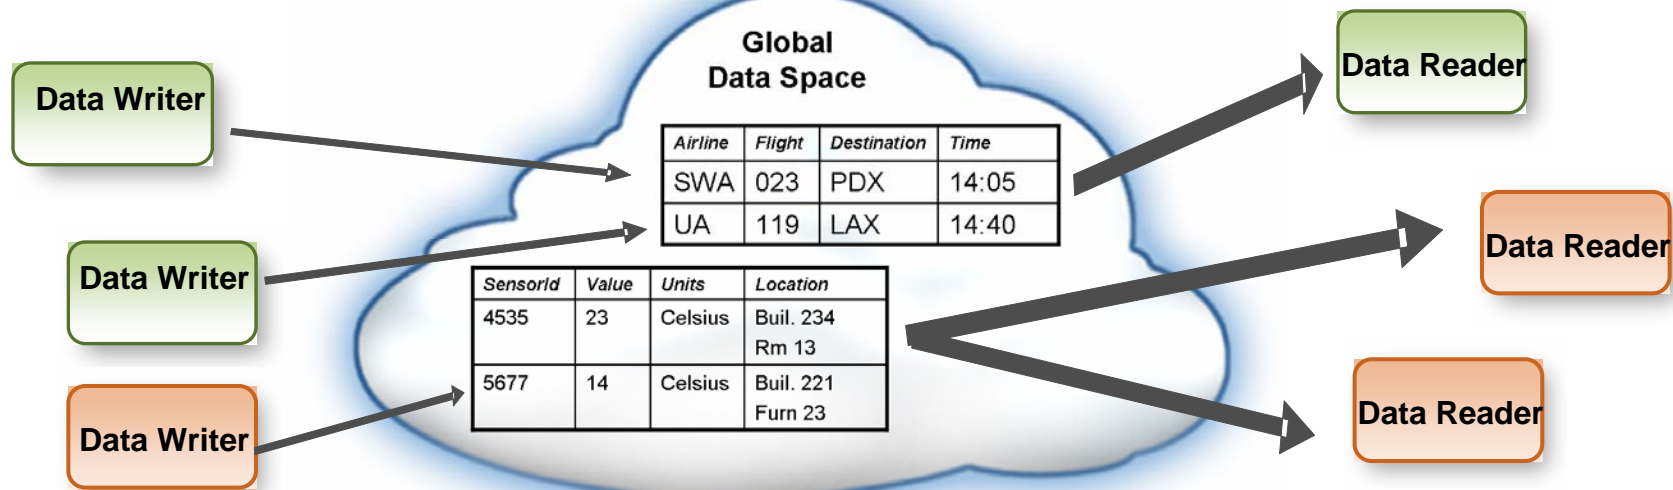 Global
Data Space
Data Writer
Data Writer
Data Writer
Airline Flight Destination Time
SWA 023 PDX 14:05
UA 119 LAX 14:40
SensorId Value Units Location
4535 23 Celsius Buil. 234
Rm 13
5677 14 Celsius Buil. 221
Furn 23
Data Reader
Data Reader
Data Reader